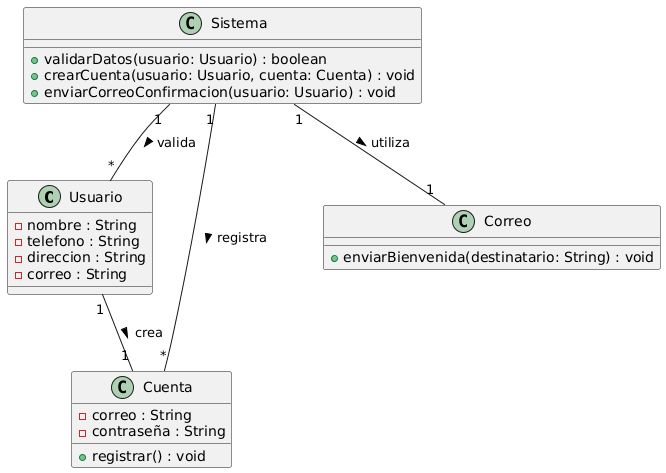 C Sistema
validarDatos(usuario: Usuario) : boolean
crearCuenta(usuario: Usuario, cuenta: Cuenta) : void
enviarCorreoConfirmacion(usuario: Usuario) : void
1
1
1
valida
utiliza
*
1
C Usuario
nombre : String
telefono : String
direccion : String
correo : String
C Correo
enviarBienvenida(destinatario: String) : void
registra
1
crea
1
*
C Cuenta
correo : String
contraseña : String
registrar() : void